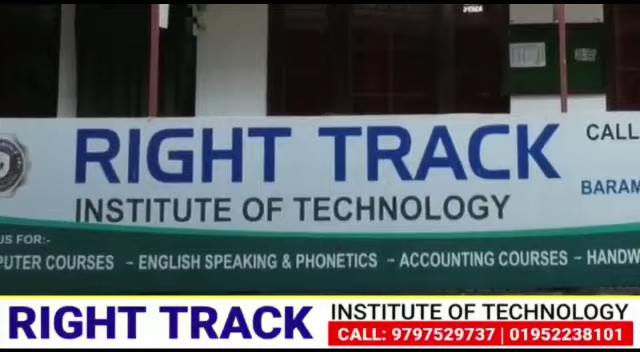 RIGHT TRACK
CALL
INSTITUTE OF TECHNOLOGY
BARAM
US FOR:-
PUTER COURSES - ENGLISH SPEAKING & PHONETICS - ACCOUNTING COURSES - HANDW
RIGHT TRACK
INSTITUTE OF TECHNOLOGY
CALL: 9797529737 | 01952238101